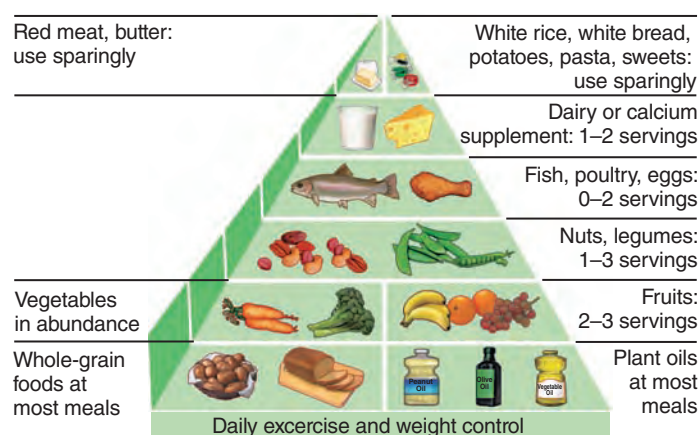 Red meat, butter:
use sparingly
White rice, white bread,
potatoes, pasta, sweets:
use sparingly
Dairy or calcium
supplement: 1–2 servings
Fish, poultry, eggs:
0–2 servings
Nuts, legumes:
1–3 servings
Vegetables
in abundance
Fruits:
2–3 servings
Whole-grain
foods at
most meals
Peanut
Oil
Olive
Oil
Vegetable
Oil
Plant oils
at most
meals
Daily excercise and weight control